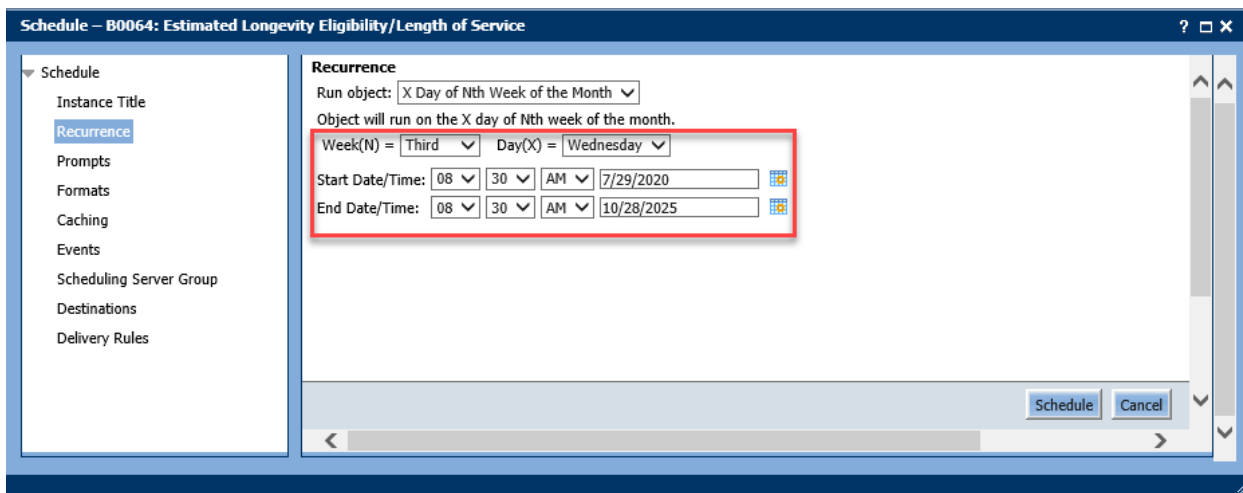 Schedule – B0064: Estimated Longevity Eligibility/Length of Service ?
Schedule
Instance Title
Recurrence
Prompts
Formats
Caching
Events
Scheduling Server Group
Destinations
Delivery Rules
Recurrence
Run object: X Day of Nth Week of the Month
Object will run on the X day of Nth week of the month.
Week(N) = Third Day(X) = Wednesday
Start Date/Time: 08 30 AM 7/29/2020
End Date/Time: 08 30 AM 10/28/2025
Schedule Cancel